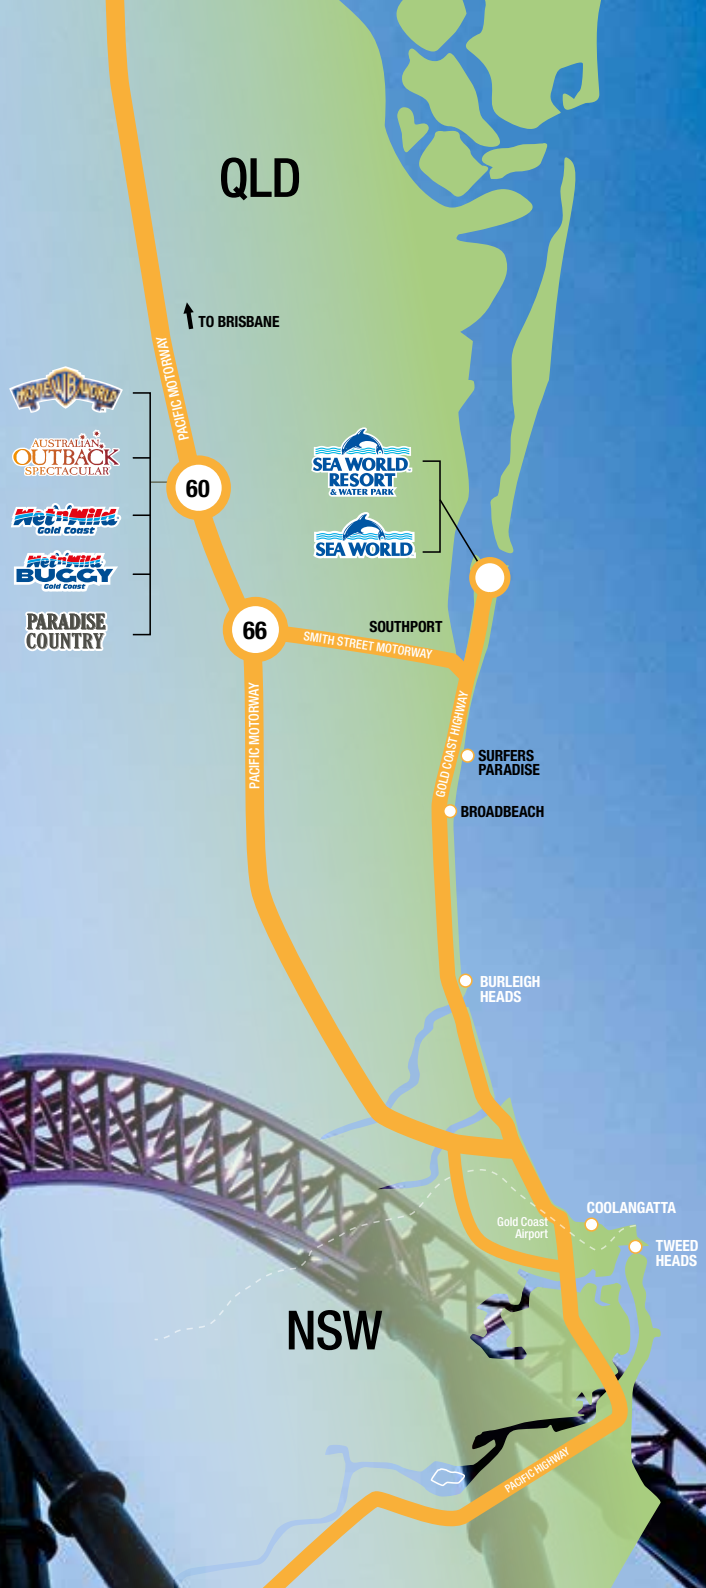 QLD
TO BRISBANE
PACIFIC MOTORWAY
MOVIE WB WORLD
AUSTRALIAN
OUTBACK
SPECTACULAR
60
SEA WORLD
RESORT
& WATER PARK
Wet'n'Wild
Gold Coast
SEA WORLD
Wet'n'Wild
BUGGY
Gold Coast
PARADISE
COUNTRY
66
SOUTHPORT
SMITH STREET MOTORWAY
PACIFIC MOTORWAY
GOLD COAST HIGHWAY
SURFERS
PARADISE
BROADBEACH
BURLEIGH
HEADS
COOLANGATTA
Gold Coast
Airport
TWEED
HEADS
NSW
PACIFIC HIGHWAY